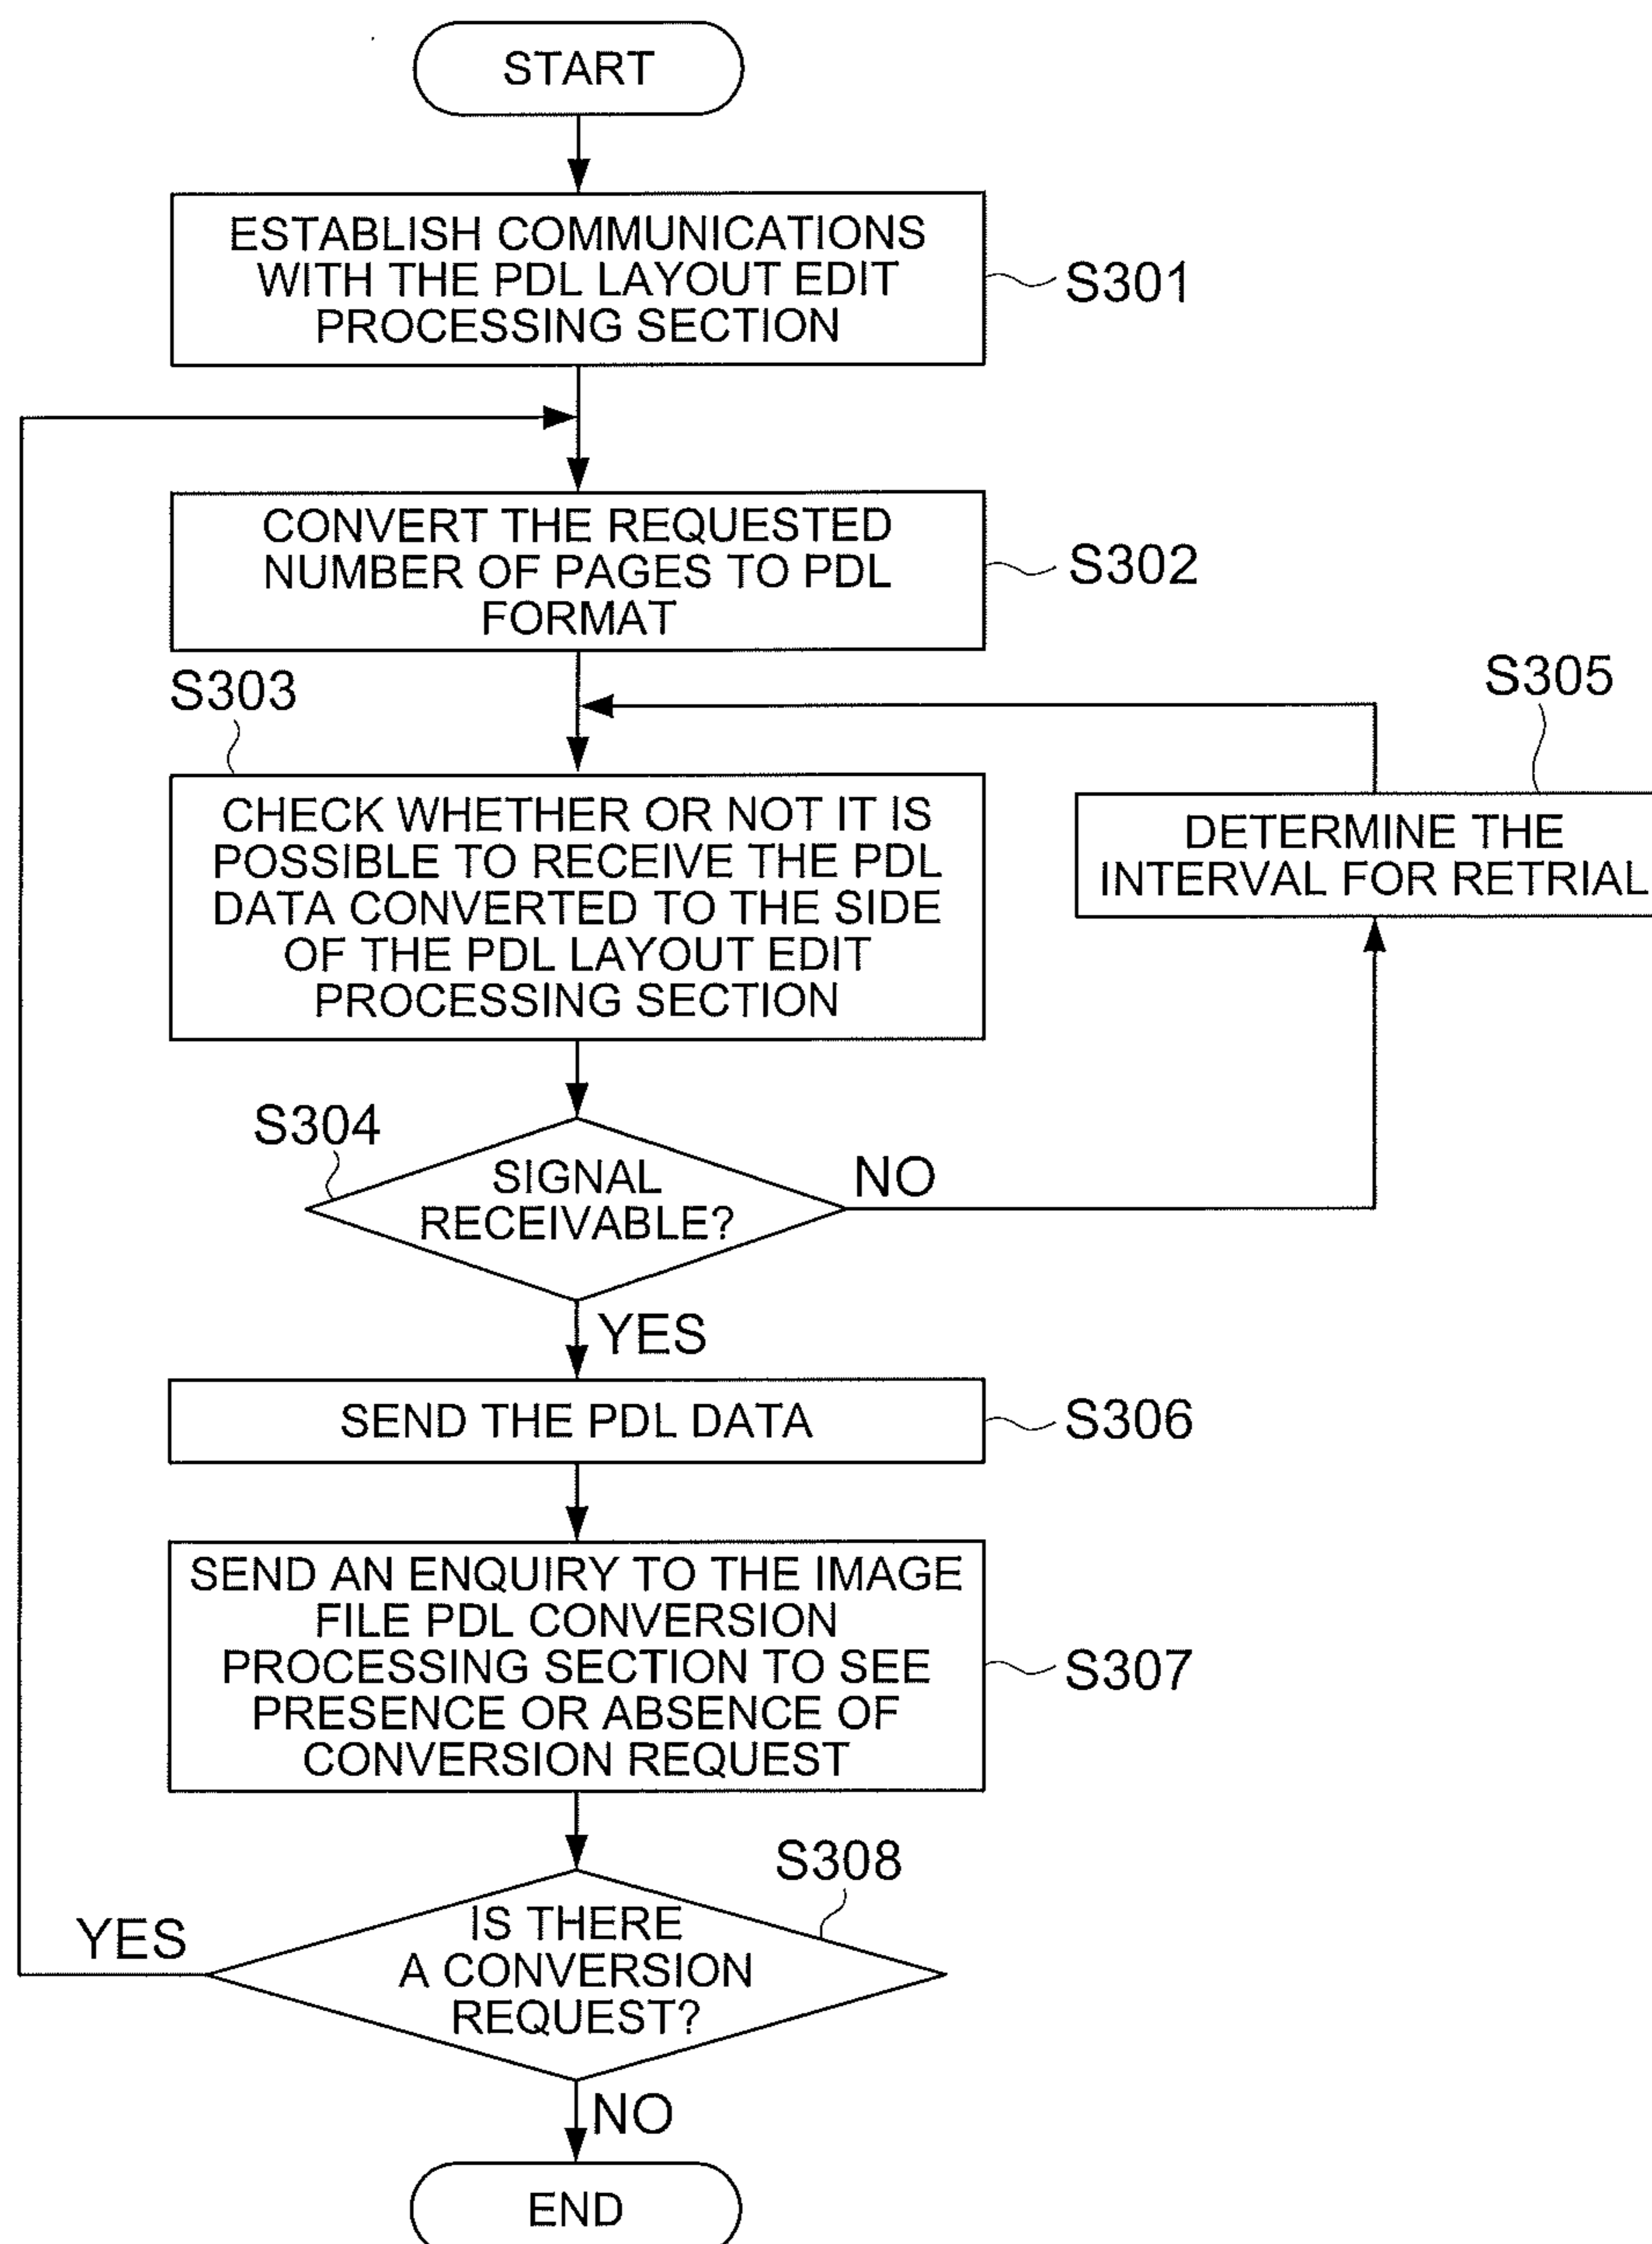 START
ESTABLISH COMMUNICATIONS
WITH THE PDL LAYOUT EDIT
PROCESSING SECTION
S301
CONVERT THE REQUESTED
NUMBER OF PAGES TO PDL
FORMAT
S302
S303
CHECK WHETHER OR NOT IT IS
POSSIBLE TO RECEIVE THE PDL
DATA CONVERTED TO THE SIDE
OF THE PDL LAYOUT EDIT
PROCESSING SECTION
S305
DETERMINE THE
INTERVAL FOR RETRIAL
S304
SIGNAL
RECEIVABLE?
NO
YES
SEND THE PDL DATA
S306
SEND AN ENQUIRY TO THE IMAGE
FILE PDL CONVERSION
PROCESSING SECTION TO SEE
PRESENCE OR ABSENCE OF
CONVERSION REQUEST
S307
S308
IS THERE
A CONVERSION
REQUEST?
YES
NO
END